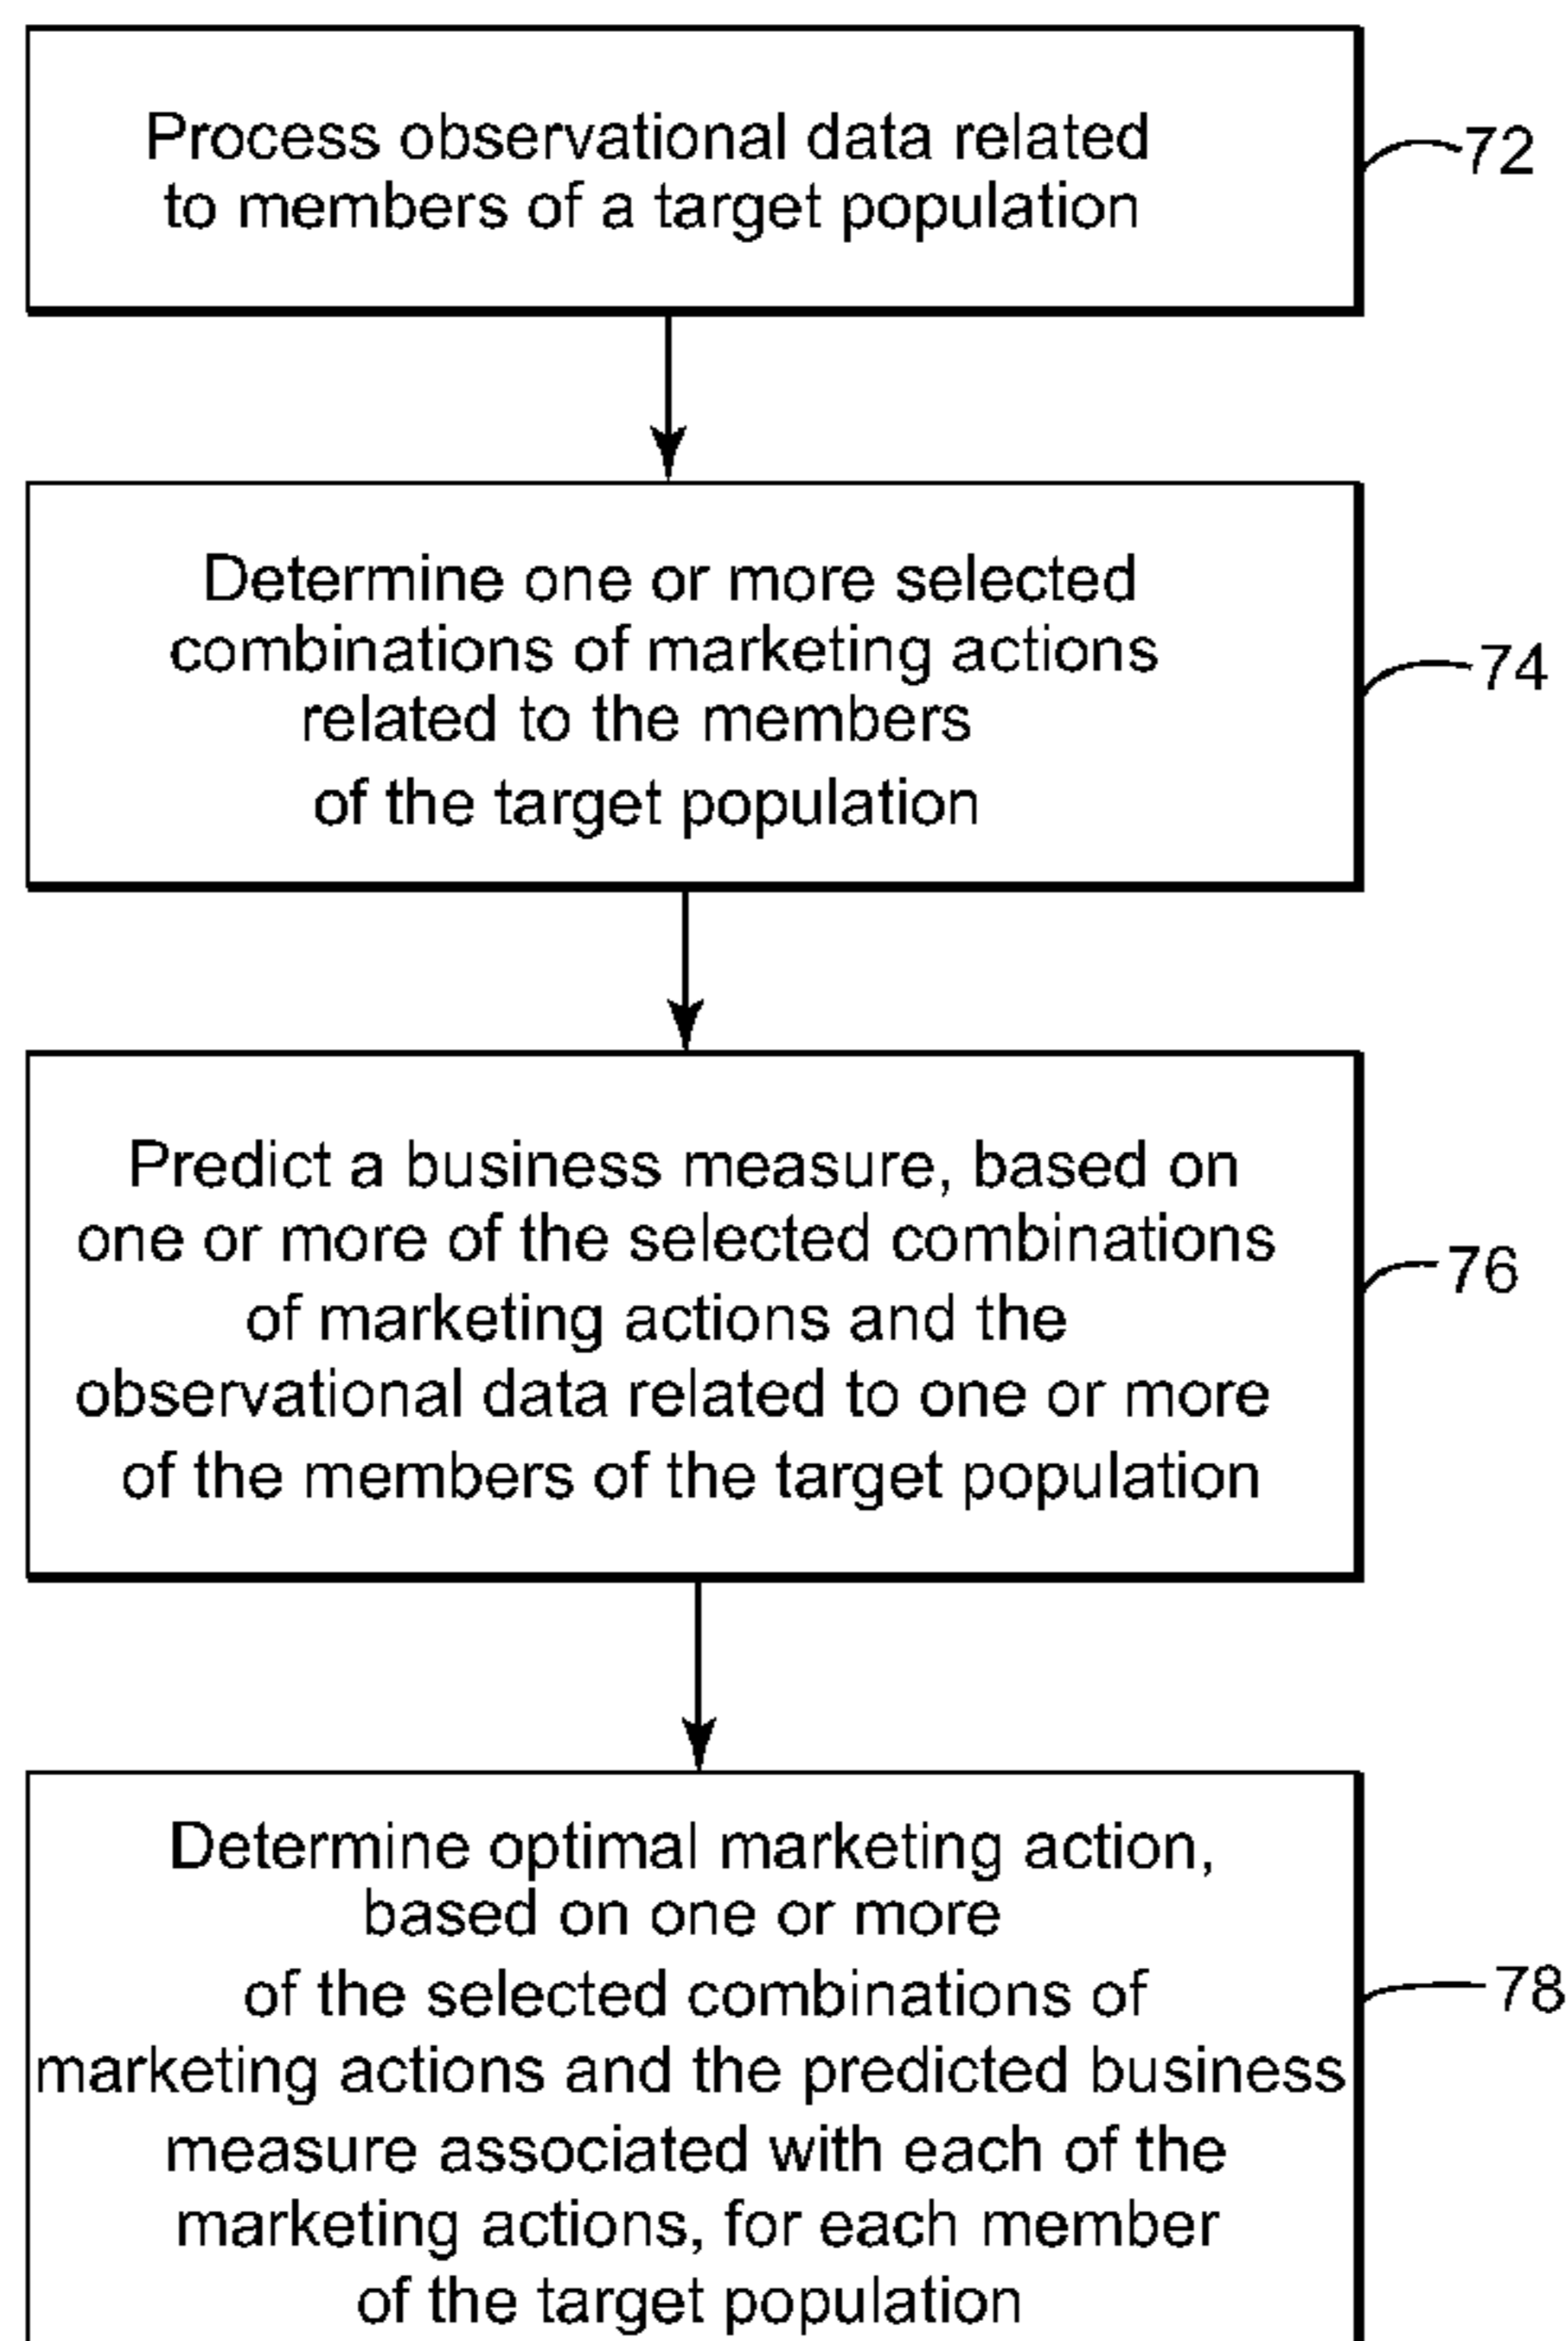 Process observational data related
to members of a target population
72
Determine one or more selected
combinations of marketing actions
related to the members
of the target population
74
Predict a business measure, based on
one or more of the selected combinations
of marketing actions and the
observational data related to one or more
of the members of the target population
76
Determine optimal marketing action,
based on one or more
of the selected combinations of
marketing actions and the predicted business
measure associated with each of the
marketing actions, for each member
of the target population
78